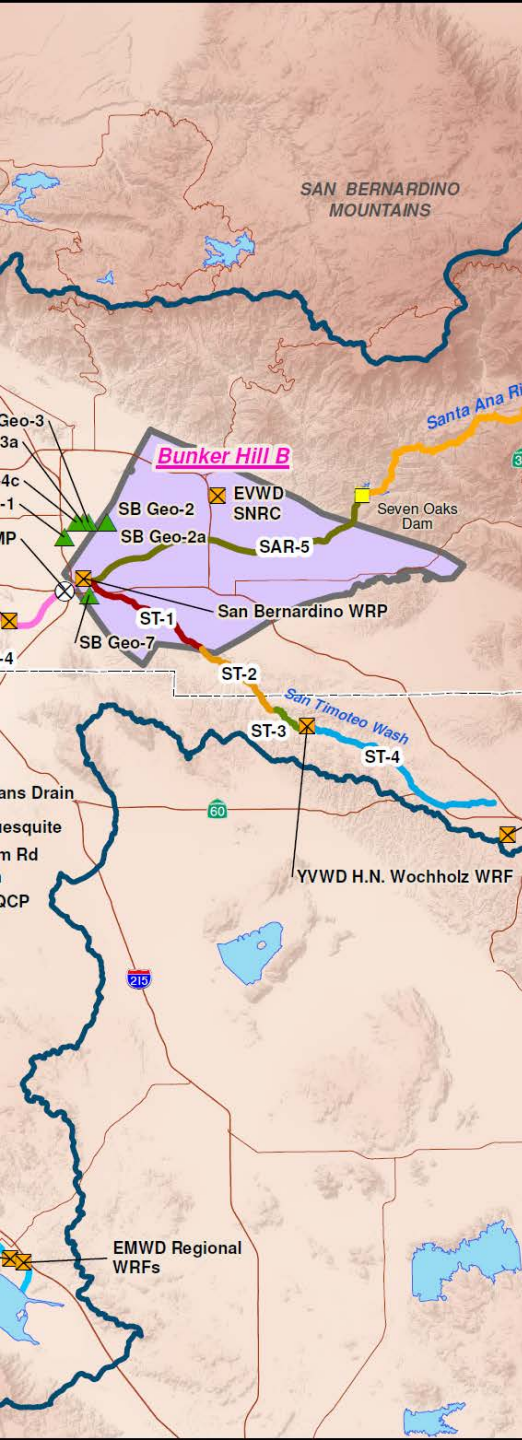 SAN BERNARDINO
MOUNTAINS
Santa Ana Ri
Geo-3
3a
4c
-1
MP
Bunker Hill B
EVWD
SNRC
SB Geo-2
SB Geo-2a
SAR-5
Seven Oaks
Dam
3
San Bernardino WRP
ST-1
SB Geo-7
-4
ST-2
San Timoteo Wash
ST-3
ST-4
ans Drain
60
uesquite
m Rd
QCP
YVWD H.N. Wochholz WRF
215
EMWD Regional
WRFs